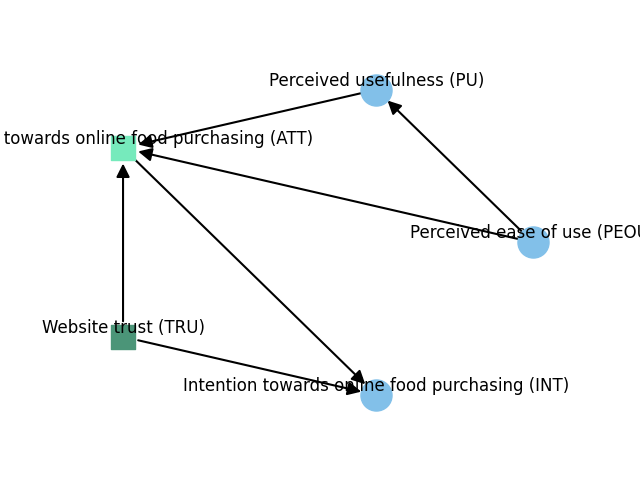 Perceived usefulness (PU)
towards online food purchasing (ATT)
Perceived ease of use (PEOU
Website trust (TRU)
Intention towards online food purchasing (INT)